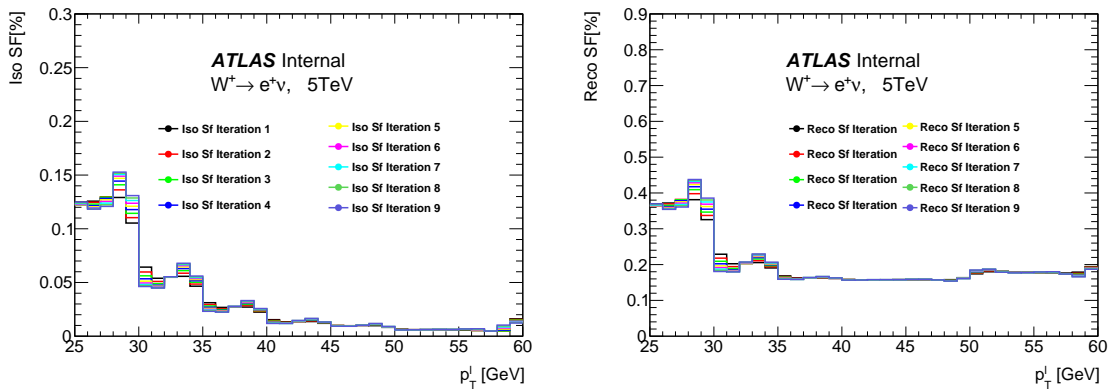 Iso SF[%]
0.3
0.25
0.2
0.15
0.1
0.05
0
ATLAS Internal
W⁺→ e⁺ν, 5TeV
Iso Sf Iteration 1
Iso Sf Iteration 2
Iso Sf Iteration 3
Iso Sf Iteration 4
Iso Sf Iteration 5
Iso Sf Iteration 6
Iso Sf Iteration 7
Iso Sf Iteration 8
Iso Sf Iteration 9
25 30 35 40 45 50 55 60
p_T^l [GeV]
Reco SF[%]
0.9
0.8
0.7
0.6
0.5
0.4
0.3
0.2
0.1
0
ATLAS Internal
W⁺→ e⁺ν, 5TeV
Reco Sf Iteration
Reco Sf Iteration
Reco Sf Iteration
Reco Sf Iteration
Reco Sf Iteration 5
Reco Sf Iteration 6
Reco Sf Iteration 7
Reco Sf Iteration 8
Reco Sf Iteration 9
25 30 35 40 45 50 55 60
p_T^l [GeV]